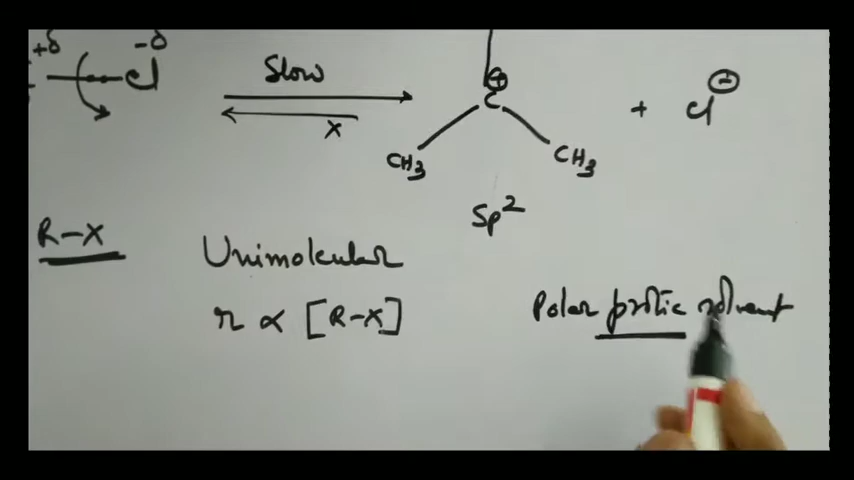 +δ -δ
Cl Slow ⊕ ⊖
C + Cl
x
CH3 CH3
Sp2
R-X
Unimolecular
r ∝ [R-X] Polar protic solvent